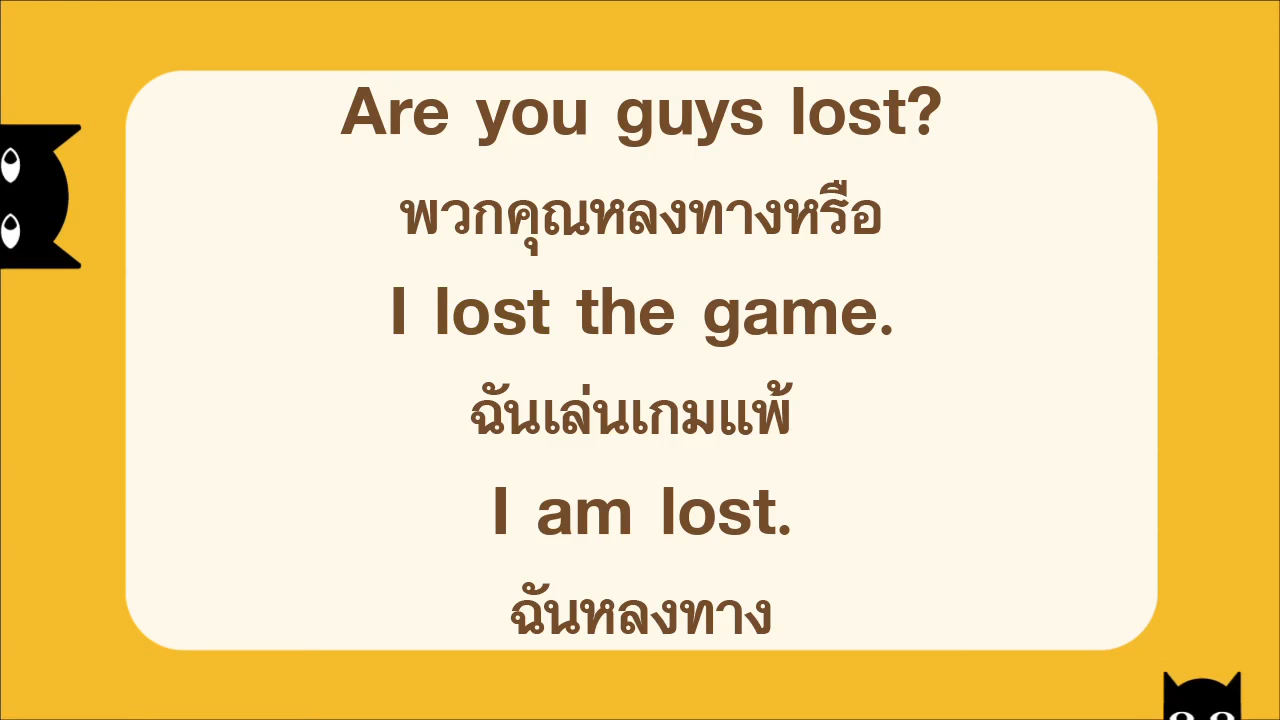 Are you guys lost?
พวกคุณหลงทางหรือ
I lost the game.
ฉันเล่นเกมแพ้
I am lost.
ฉันหลงทาง